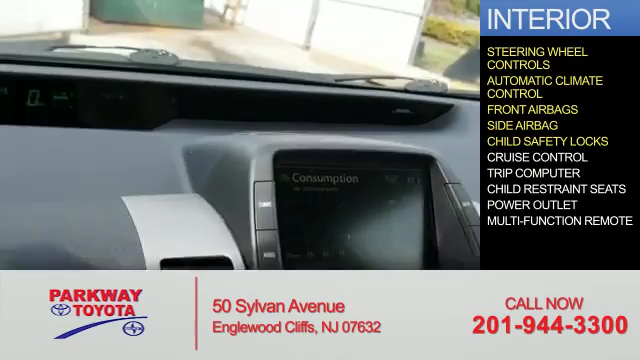 INTERIOR
STEERING WHEEL
CONTROLS
AUTOMATIC CLIMATE
CONTROL
FRONT AIRBAGS
SIDE AIRBAG
CHILD SAFETY LOCKS
CRUISE CONTROL
TRIP COMPUTER
CHILD RESTRAINT SEATS
POWER OUTLET
MULTI-FUNCTION REMOTE
0
Consumption
PARKWAY
TOYOTA
50 Sylvan Avenue
Englewood Cliffs, NJ 07632
CALL NOW
201-944-3300